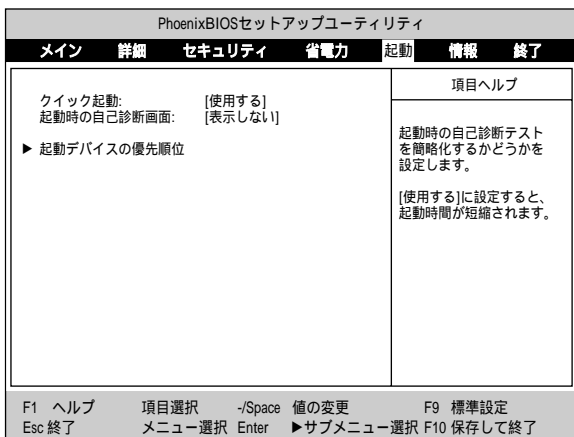 PhoenixBIOSセットアップユーティリティ
メイン 詳細 セキュリティ 省電力 起動 情報 終了
クイック起動: [使用する]
起動時の自己診断画面: [表示しない]
▶ 起動デバイスの優先順位
項目ヘルプ
起動時の自己診断テスト
を簡略化するかどうかを
設定します。
[使用する]に設定すると、
起動時間が短縮されます。
F1 ヘルプ 項目選択 -/Space 値の変更 F9 標準設定
Esc 終了 メニュー選択 Enter ▶サブメニュー選択 F10 保存して終了